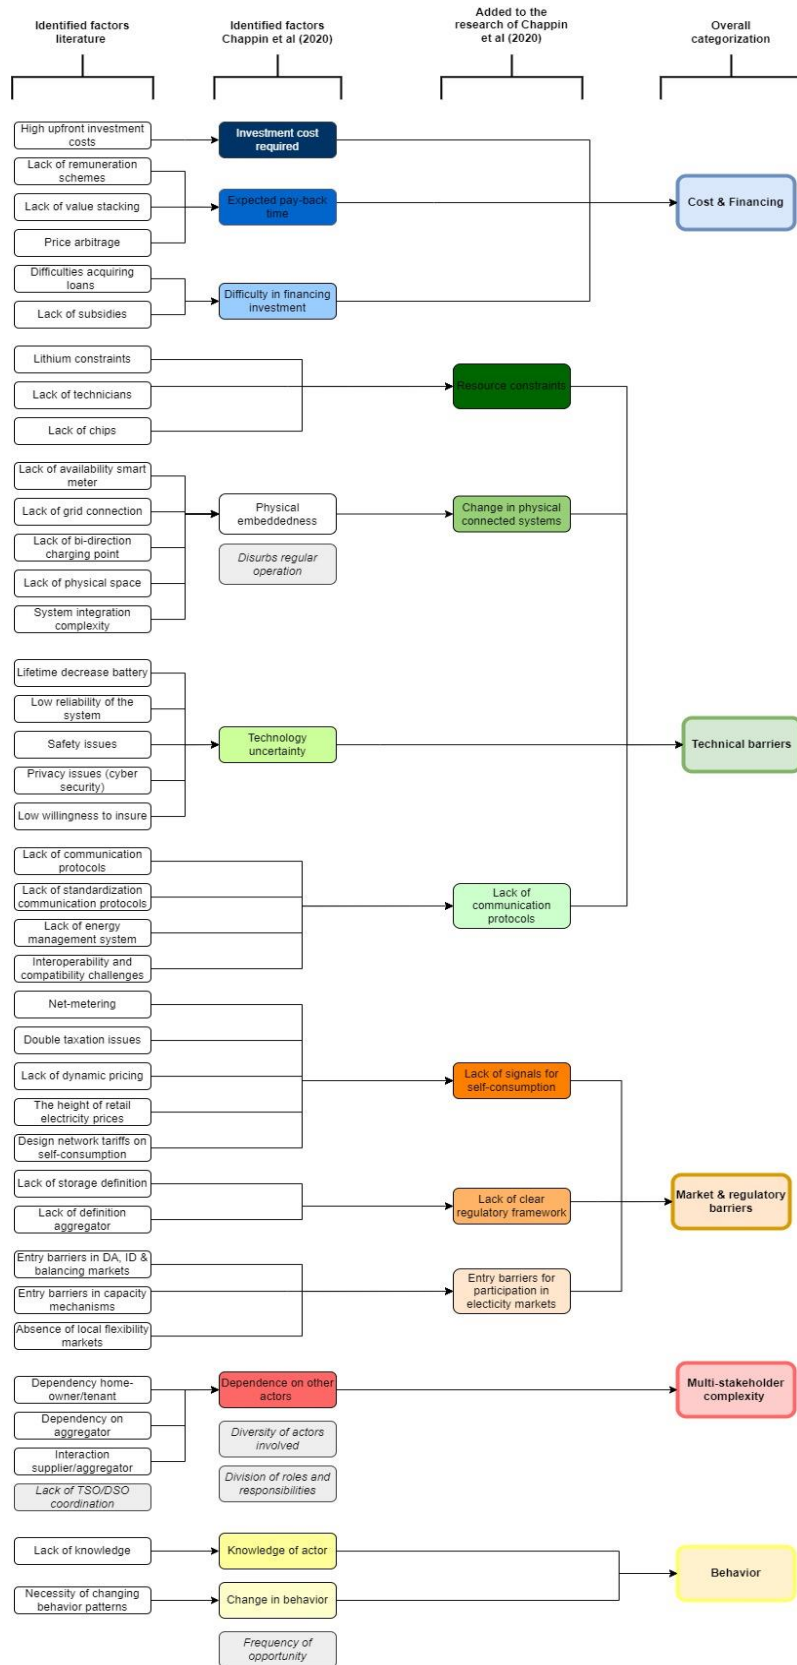 Identified factors
literature
Identified factors
Chappin et al (2020)
Added to the
research of Chappin
et al (2020)
Overall
categorization
High upfront investment
costs
Investment cost
required
Lack of remuneration
schemes
Lack of value stacking
Expected pay-back
time
Cost & Financing
Price arbitrage
Difficulties acquiring
loans
Difficulty in financing
investment
Lack of subsidies
Lithium constraints
Lack of technicians
Resource constraints
Lack of chips
Lack of availability smart
meter
Lack of grid connection
Physical
embeddedness
Change in physical
connected systems
Lack of bi-direction
charging point
Disurbs regular
operation
Lack of physical space
System integration
complexity
Lifetime decrease battery
Low reliability of the
system
Safety issues
Technology
uncertainty
Technical barriers
Privacy issues (cyber
security)
Low willingness to insure
Lack of communication
protocols
Lack of standardization
communication protocols
Lack of
communication
protocols
Lack of energy
management system
Interoperability and
compatibility challenges
Net-metering
Double taxation issues
Lack of dynamic pricing
Lack of signals for
self-consumption
The height of retail
electricity prices
Design network tariffs on
self-consumption
Lack of storage definition
Lack of clear
regulatory framework
Market & regulatory
barriers
Lack of definition
aggregator
Entry barriers in DA, ID &
balancing markets
Entry barriers in capacity
mechanisms
Entry barriers for
participation in
electicity markets
Absence of local flexibility
markets
Dependency home-
owner/tenant
Dependence on other
actors
Multi-stakeholder
complexity
Dependency on
aggregator
Diversity of actors
involved
Interaction
supplier/aggregator
Division of roles and
responsibilities
Lack of TSO/DSO
coordination
Lack of knowledge
Knowledge of actor
Behavior
Necessity of changing
behavior patterns
Change in behavior
Frequency of
opportunity